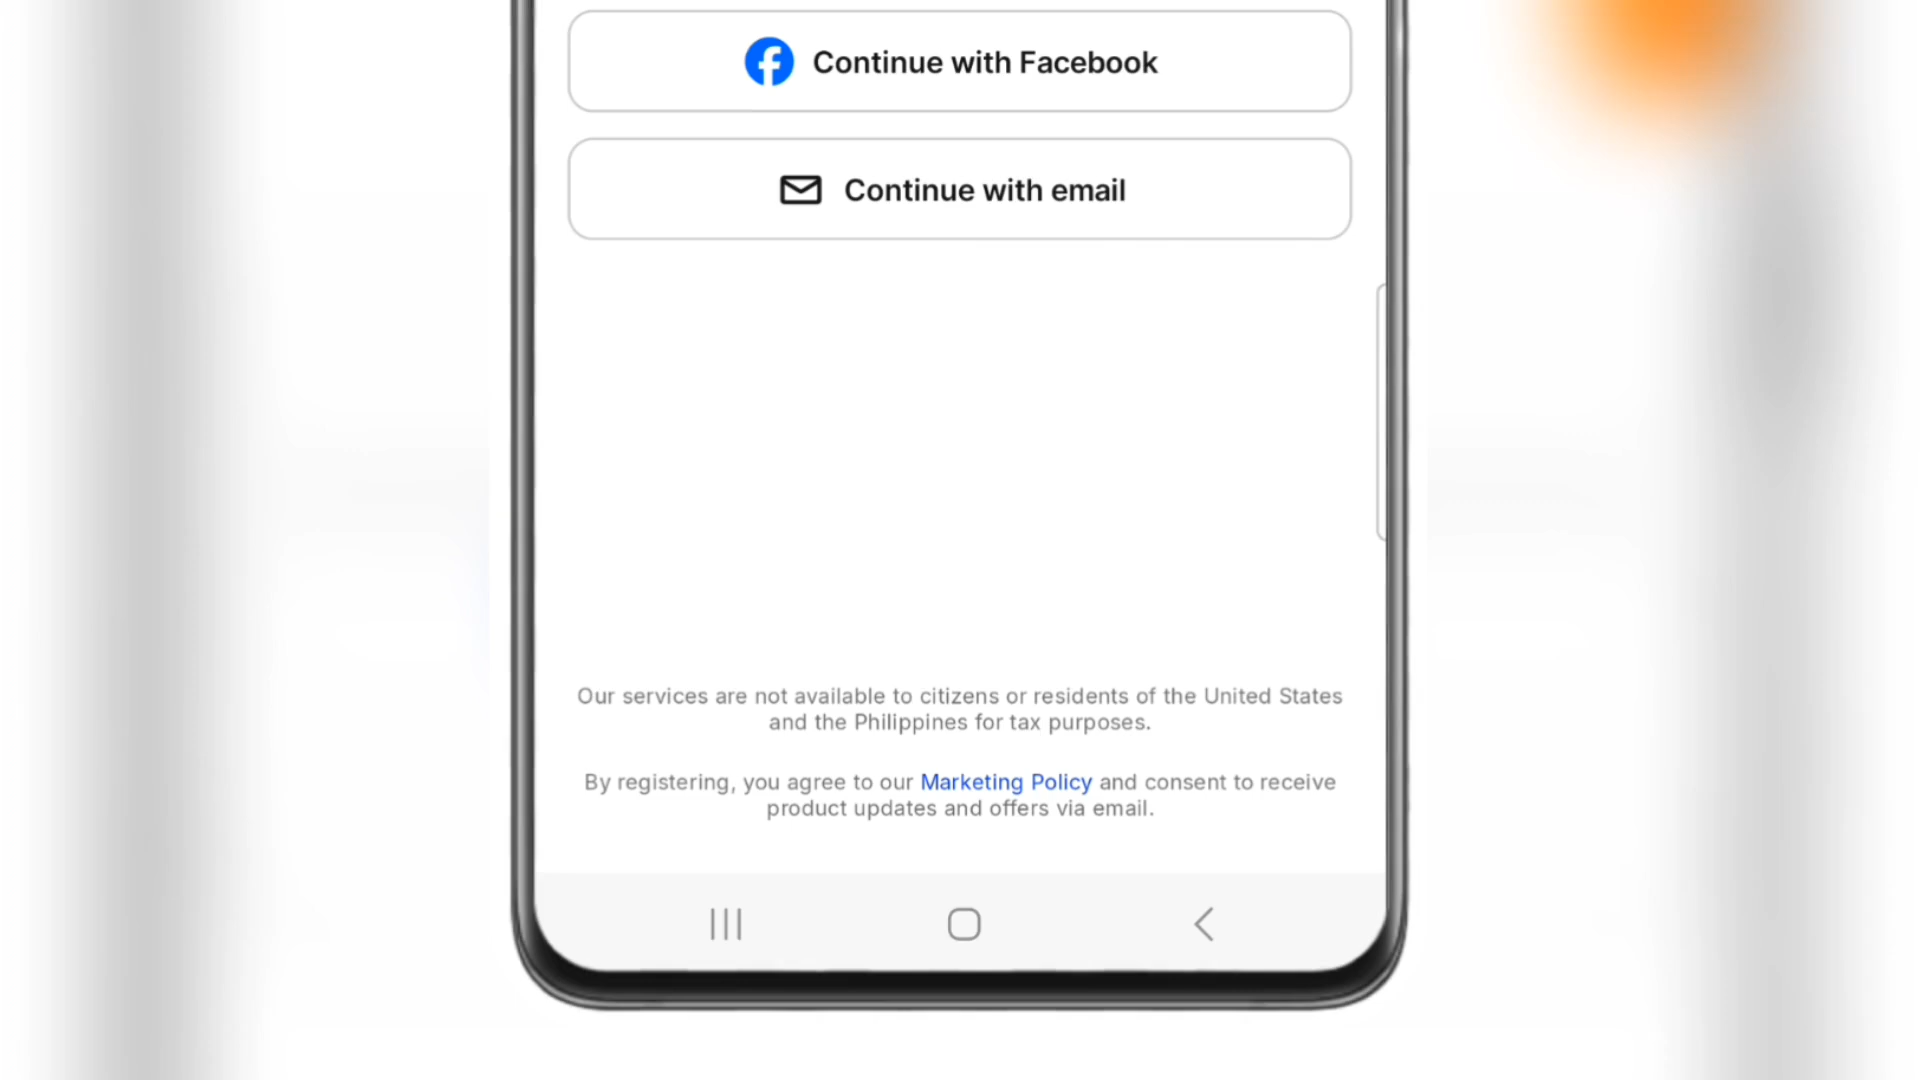 Continue with Facebook
Continue with email
Our services are not available to citizens or residents of the United States
and the Philippines for tax purposes.
By registering, you agree to our Marketing Policy and consent to receive
product updates and offers via email.